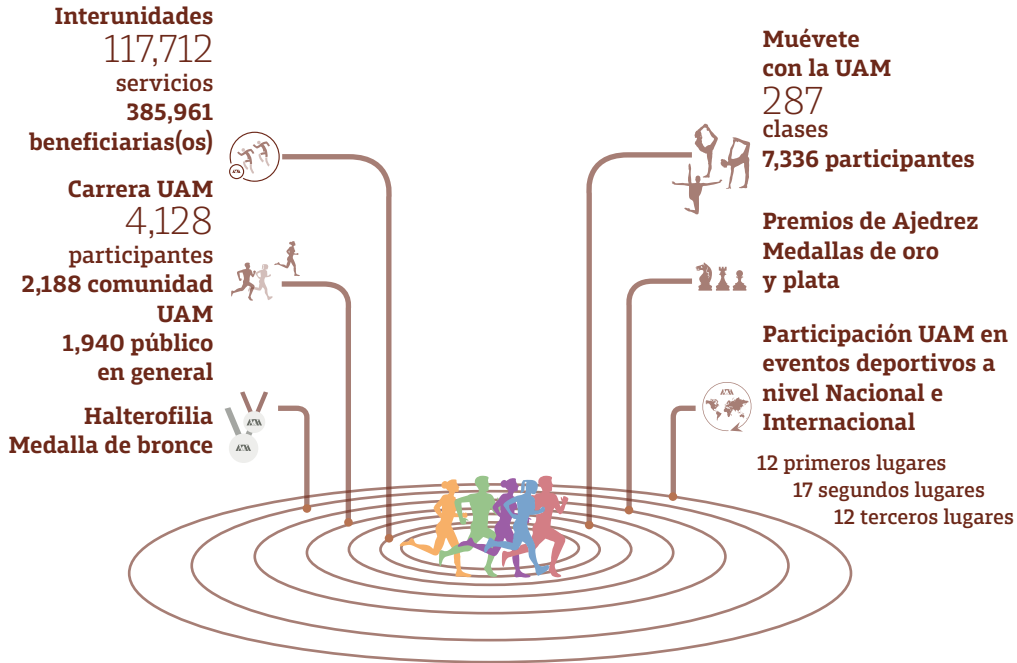 Interunidades
117,712
servicios
385,961
beneficiarias(os)
Carrera UAM
4,128
participantes
2,188 comunidad
UAM
1,940 público
en general
Halterofilia
Medalla de bronce
Muévete
con la UAM
287
clases
7,336 participantes
Premios de Ajedrez
Medallas de oro
y plata
Participación UAM en
eventos deportivos a
nivel Nacional e
Internacional
12 primeros lugares
17 segundos lugares
12 terceros lugares